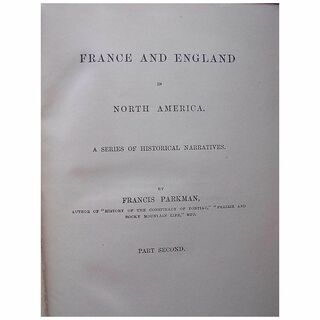 FRANCE AND ENGLAND
IN
NORTH AMERICA.
A SERIES OF HISTORICAL NARRATIVES.
BY
FRANCIS PARKMAN,
AUTHOR OF "HISTORY OF THE CONSPIRACY OF PONTIAC," "PRAIRIE AND
ROCKY MOUNTAIN LIFE," ETC.
PART SECOND.